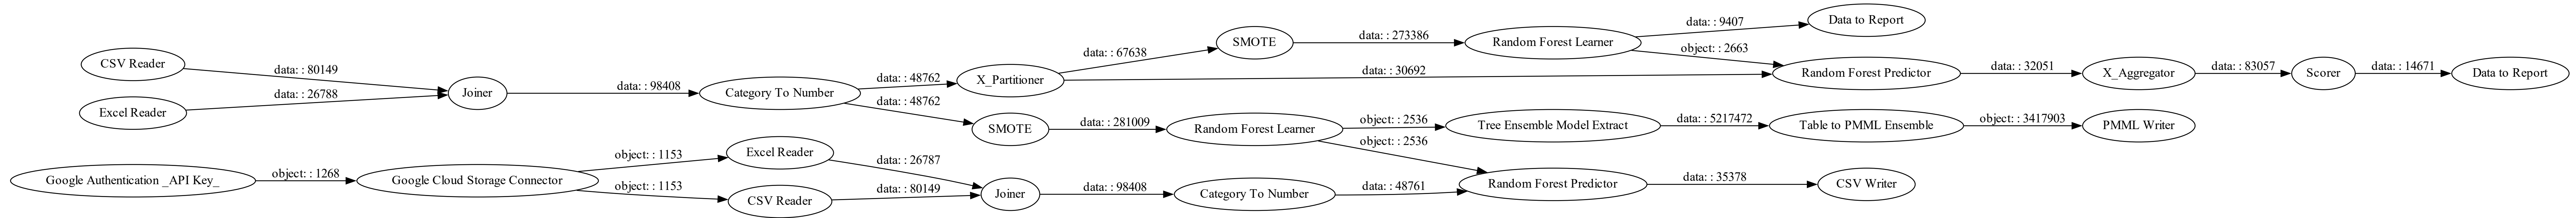 CSV Reader
data: : 80149
Excel Reader
data: : 26788
Joiner
data: : 98408
Category To Number
data: : 48762
data: : 48762
X_Partitioner
data: : 67638
data: : 30692
SMOTE
data: : 273386
Random Forest Learner
data: : 9407
object: : 2663
Data to Report
Random Forest Predictor
data: : 32051
X_Aggregator
data: : 83057
Scorer
data: : 14671
Data to Report
SMOTE
data: : 281009
Random Forest Learner
object: : 2536
object: : 2536
Tree Ensemble Model Extract
data: : 5217472
Table to PMML Ensemble
object: : 3417903
PMML Writer
Google Authentication _API Key_
object: : 1268
Google Cloud Storage Connector
object: : 1153
object: : 1153
Excel Reader
data: : 26787
CSV Reader
data: : 80149
Joiner
data: : 98408
Category To Number
data: : 48761
Random Forest Predictor
data: : 35378
CSV Writer